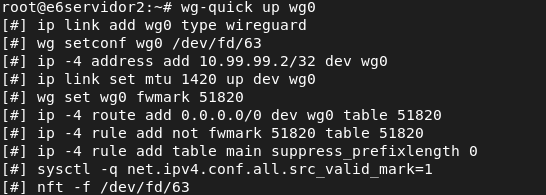 root@e6servidor2:~# wg-quick up wg0
[#] ip link add wg0 type wireguard
[#] wg setconf wg0 /dev/fd/63
[#] ip -4 address add 10.99.99.2/32 dev wg0
[#] ip link set mtu 1420 up dev wg0
[#] wg set wg0 fwmark 51820
[#] ip -4 route add 0.0.0.0/0 dev wg0 table 51820
[#] ip -4 rule add not fwmark 51820 table 51820
[#] ip -4 rule add table main suppress_prefixlength 0
[#] sysctl -q net.ipv4.conf.all.src_valid_mark=1
[#] nft -f /dev/fd/63